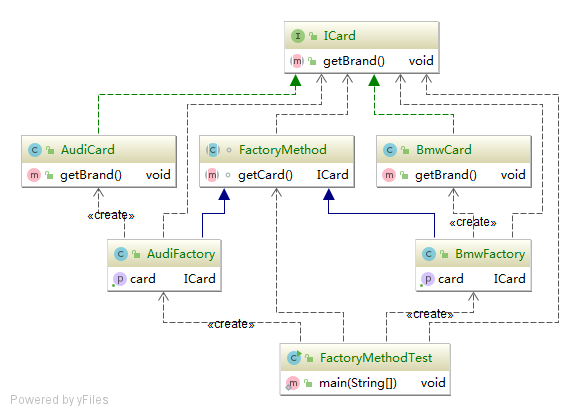 ICard
getBrand() void
AudiCard
getBrand() void
FactoryMethod
getCard() ICard
BmwCard
getBrand() void
«create»
«create»
AudiFactory
card ICard
BmwFactory
card ICard
«create»
«create»
FactoryMethodTest
main(String[]) void
Powered by yFiles